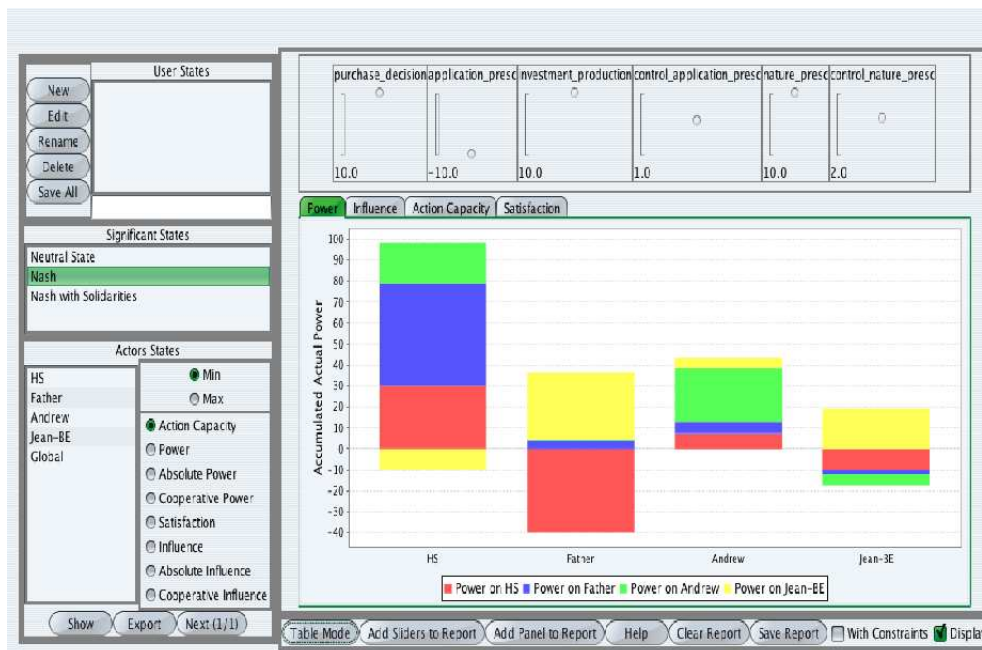 User States
New
Edit
Rename
Delete
Save All
Significant States
Neutral State
Nash
Nash with Solidarities
Actors States
HS
Father
Andrew
Jean-BE
Global
Min
Max
Action Capacity
Power
Absolute Power
Cooperative Power
Satisfaction
Influence
Absolute Influence
Cooperative Influence
Show Export Next (1/1)
purchase_decision application_presc investment_production control_application_presc nature_presc control_nature_presc
10.0 -10.0 10.0 1.0 10.0 2.0
Power Influence Action Capacity Satisfaction
Accumulated Actual Power
100
90
80
70
60
50
40
30
20
10
0
-10
-20
-30
-40
HS Father Andrew Jean-BE
Power on HS Power on Father Power on Andrew Power on Jean-BE
Table Mode Add Sliders to Report Add Panel to Report Help Clear Report Save Report With Constraints Display